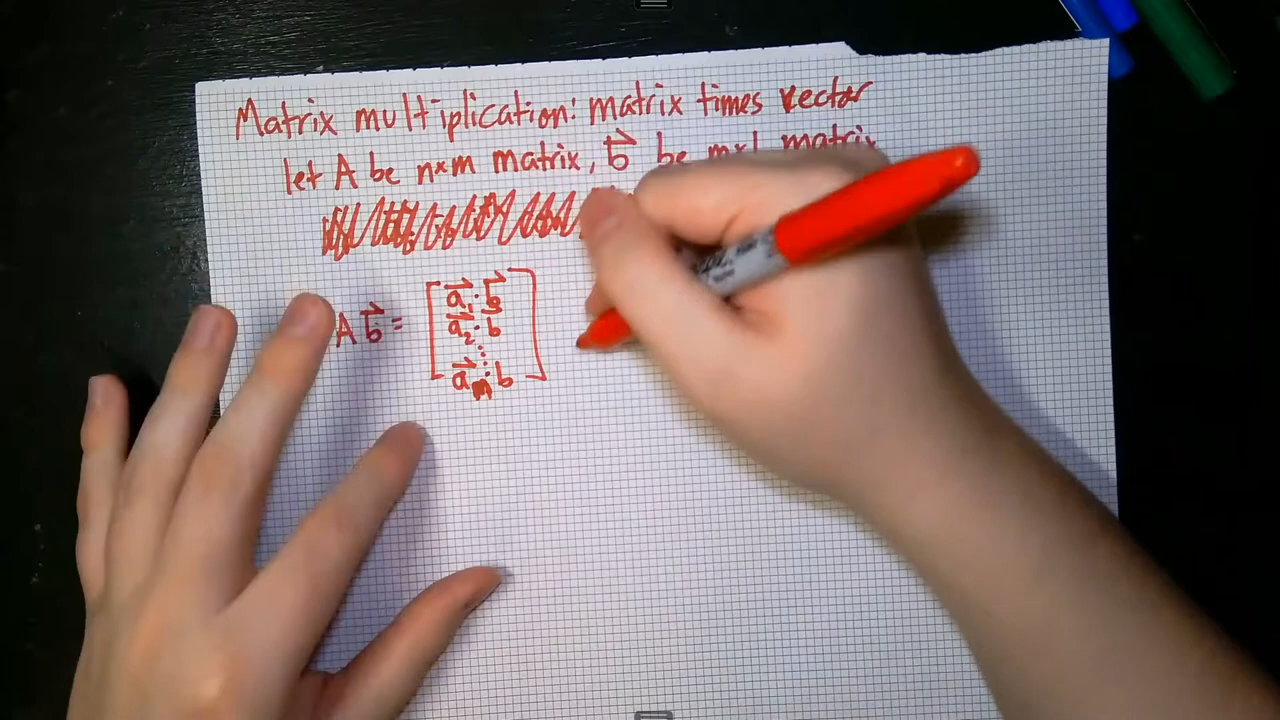 Matrix multiplication: matrix times vector
let A be n×m matrix, b⃗ be m×1 matrix
A b⃗ = [ a⃗₁ · b⃗
a⃗₂ · b
⋮
a⃗ₘ · b ]